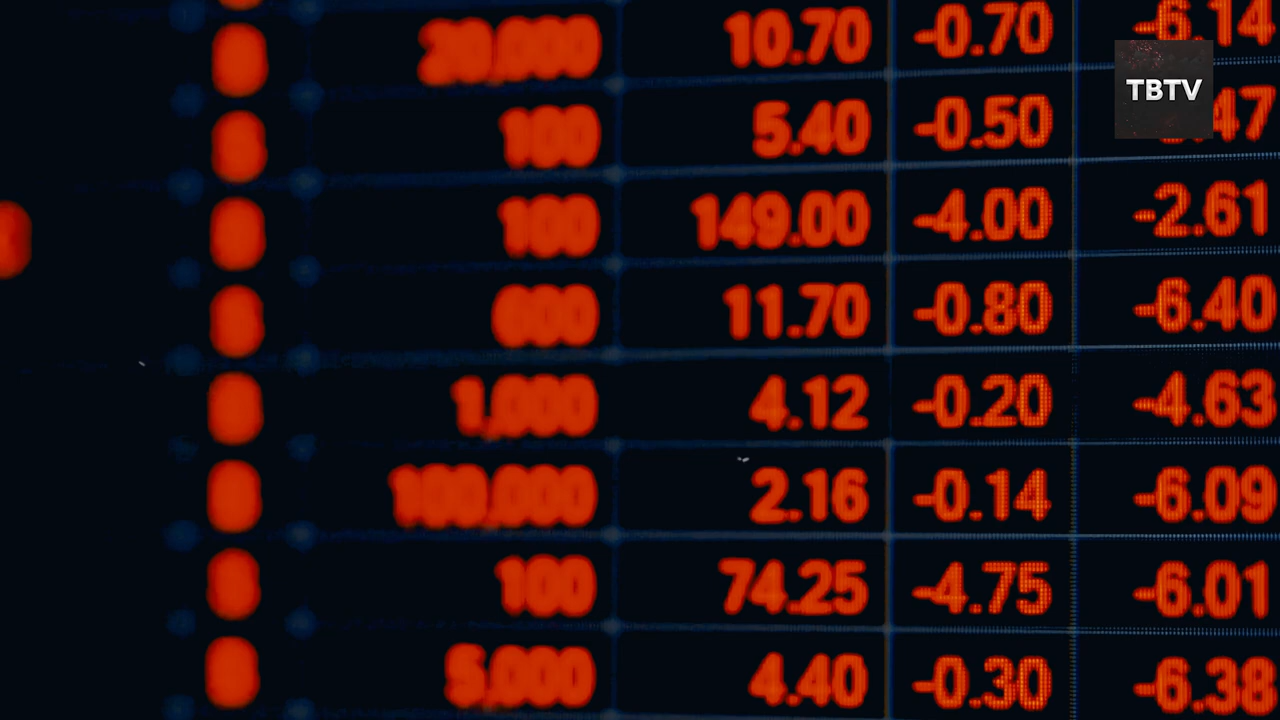 20,000 10.70 -0.70 -6.14
TBTV
100 5.40 -0.50 47
100 149.00 -4.00 -2.61
600 11.70 -0.80 -6.40
1,000 4.12 -0.20 -4.63
100,000 2.16 -0.14 -6.09
100 74.25 -4.75 -6.01
5,000 4.40 -0.30 -6.38